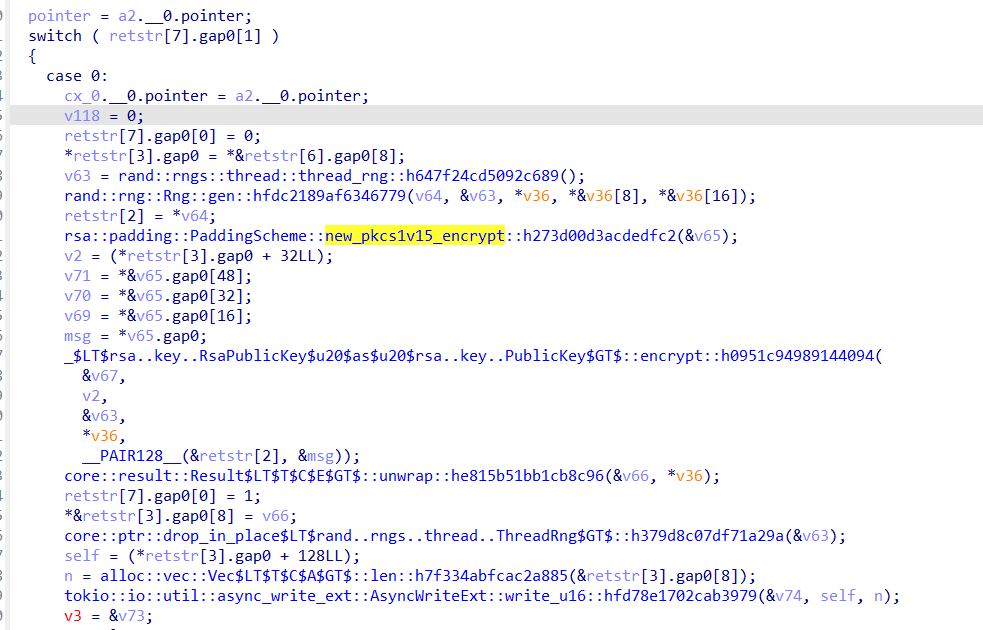 pointer = a2.__0.pointer;
switch ( retstr[7].gap0[1] )
{
case 0:
cx_0.__0.pointer = a2.__0.pointer;
v118 = 0;
retstr[7].gap0[0] = 0;
*retstr[3].gap0 = *&retstr[6].gap0[8];
v63 = rand::rngs::thread::thread_rng::h647f24cd5092c689();
rand::rng::Rng::gen::hfdc2189af6346779(v64, &v63, *v36, *&v36[8], *&v36[16]);
retstr[2] = *v64;
rsa::padding::PaddingScheme::new_pkcs1v15_encrypt::h273d00d3acdedfc2(&v65);
v2 = (*retstr[3].gap0 + 32LL);
v71 = *&v65.gap0[48];
v70 = *&v65.gap0[32];
v69 = *&v65.gap0[16];
msg = *v65.gap0;
_$LT$rsa..key..RsaPublicKey$u20$as$u20$rsa..key..PublicKey$GT$::encrypt::h0951c94989144094(
&v67,
v2,
&v63,
*v36,
__PAIR128__(&retstr[2], &msg));
core::result::Result$LT$T$C$E$GT$::unwrap::he815b51bb1cb8c96(&v66, *v36);
retstr[7].gap0[0] = 1;
*&retstr[3].gap0[8] = v66;
core::ptr::drop_in_place$LT$rand..rngs..thread..ThreadRng$GT$::h379d8c07df71a29a(&v63);
self = (*retstr[3].gap0 + 128LL);
n = alloc::vec::Vec$LT$T$C$A$GT$::len::h7f334abfcac2a885(&retstr[3].gap0[8]);
tokio::io::util::async_write_ext::AsyncWriteExt::write_u16::hfd78e1702cab3979(&v74, self, n);
v3 = &v73;